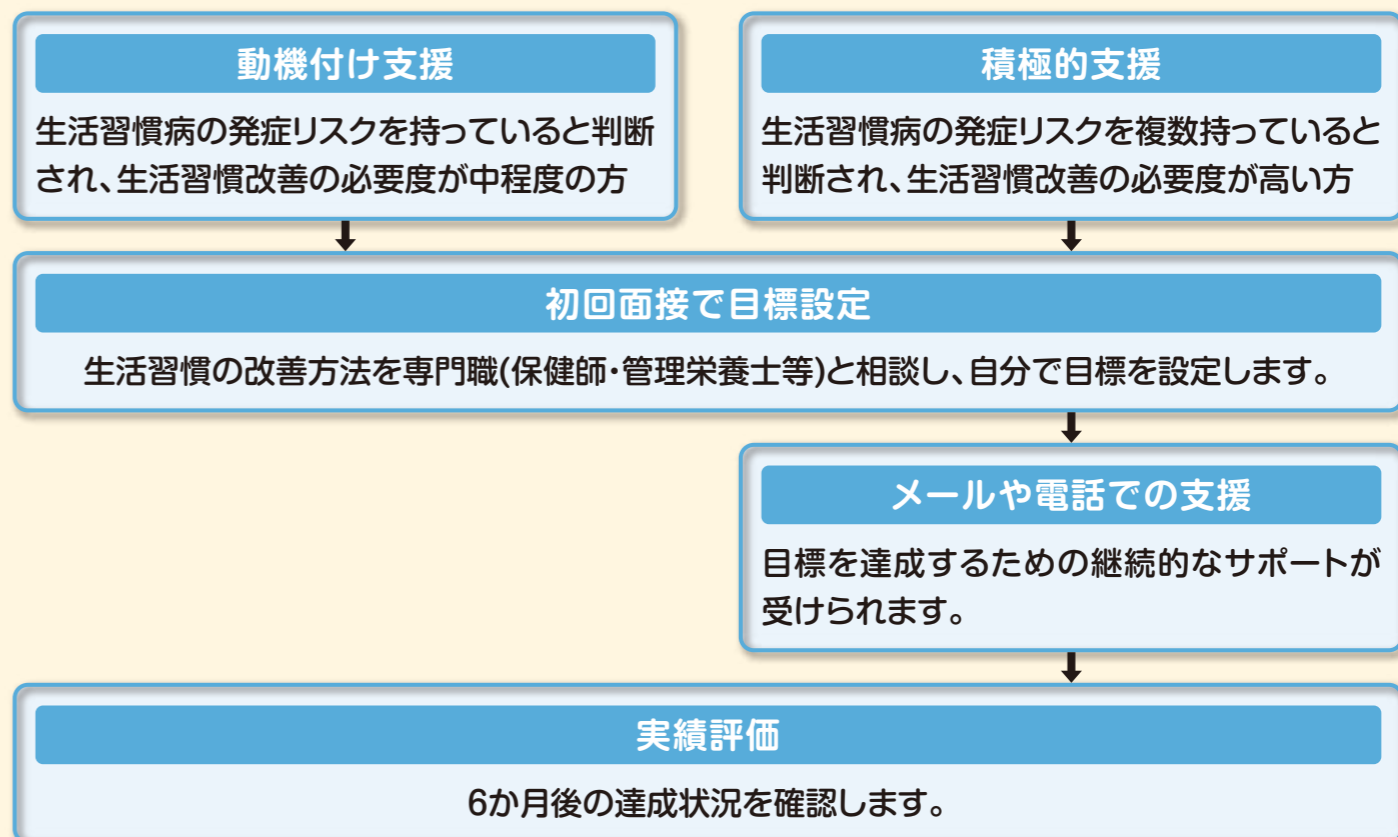 動機付け支援
生活習慣病の発症リスクを持っていると判断
され、生活習慣改善の必要度が中程度の方
積極的支援
生活習慣病の発症リスクを複数持っていると
判断され、生活習慣改善の必要度が高い方
初回面接で目標設定
生活習慣の改善方法を専門職(保健師・管理栄養士等)と相談し、自分で目標を設定します。
メールや電話での支援
目標を達成するための継続的なサポートが
受けられます。
実績評価
6か月後の達成状況を確認します。